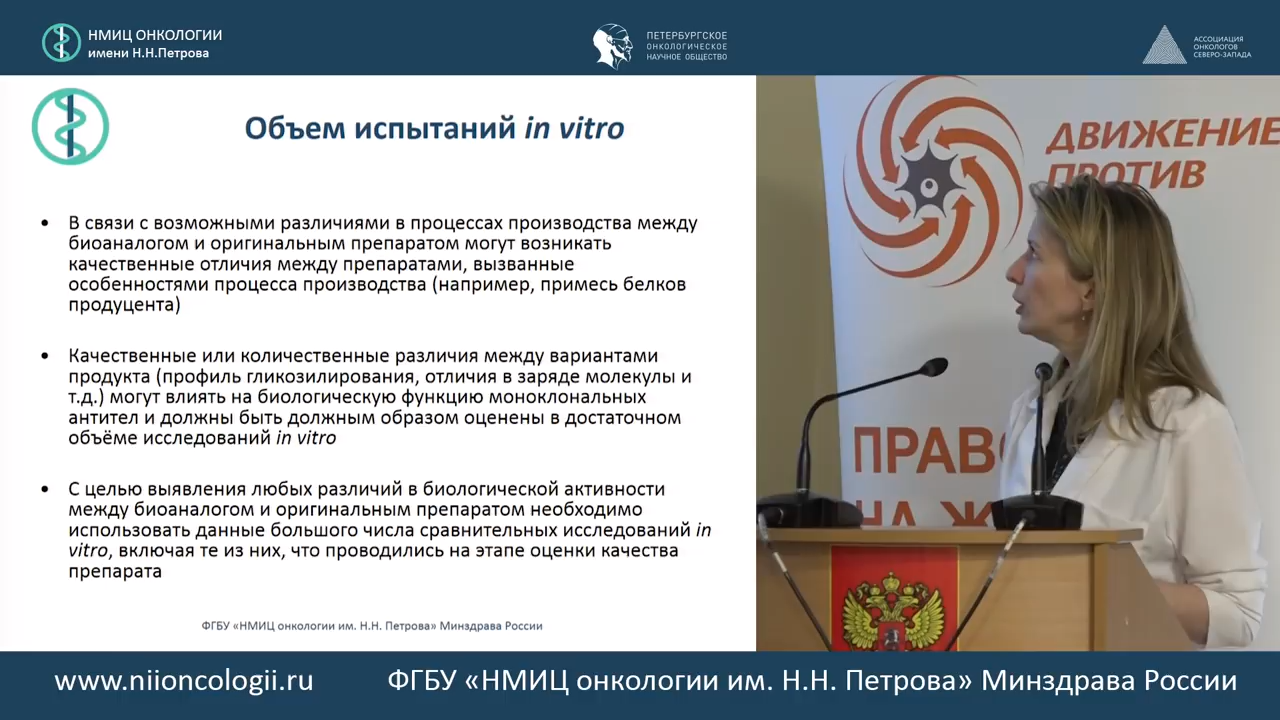 НМИЦ ОНКОЛОГИИ
имени Н.Н.Петрова
ПЕТЕРБУРГСКОЕ
ОНКОЛОГИЧЕСКОЕ
НАУЧНОЕ ОБЩЕСТВО
АССОЦИАЦИЯ
ОНКОЛОГОВ
СЕВЕРО-ЗАПАДА
Объем испытаний in vitro
• В связи с возможными различиями в процессах производства между
биоаналогом и оригинальным препаратом могут возникать
качественные отличия между препаратами, вызванные
особенностями процесса производства (например, примесь белков
продуцента)
• Качественные или количественные различия между вариантами
продукта (профиль гликозилирования, отличия в заряде молекулы и
т.д.) могут влиять на биологическую функцию моноклональных
антител и должны быть должным образом оценены в достаточном
объёме исследований in vitro
• С целью выявления любых различий в биологической активности
между биоаналогом и оригинальным препаратом необходимо
использовать данные большого числа сравнительных исследований in
vitro, включая те из них, что проводились на этапе оценки качества
препарата
ФГБУ «НМИЦ онкологии им. Н.Н. Петрова» Минздрава России
ДВИЖЕНИЕ
ПРОТИВ
ПРАВО
НА Ж
www.niioncologii.ru
ФГБУ «НМИЦ онкологии им. Н.Н. Петрова» Минздрава России